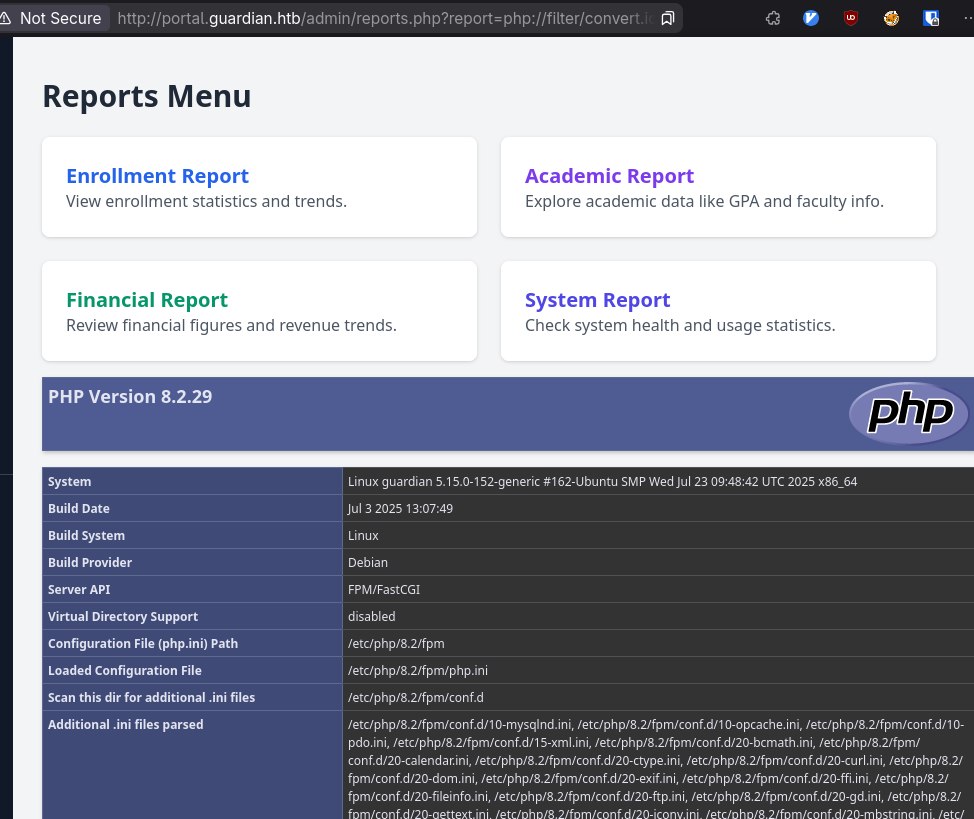 Not Secure http://portal.guardian.htb/admin/reports.php?report=php://filter/convert.ic
Reports Menu
Enrollment Report
View enrollment statistics and trends.
Academic Report
Explore academic data like GPA and faculty info.
Financial Report
Review financial figures and revenue trends.
System Report
Check system health and usage statistics.
PHP Version 8.2.29
php
System Linux guardian 5.15.0-152-generic #162-Ubuntu SMP Wed Jul 23 09:48:42 UTC 2025 x86_64
Build Date Jul 3 2025 13:07:49
Build System Linux
Build Provider Debian
Server API FPM/FastCGI
Virtual Directory Support disabled
Configuration File (php.ini) Path /etc/php/8.2/fpm
Loaded Configuration File /etc/php/8.2/fpm/php.ini
Scan this dir for additional .ini files /etc/php/8.2/fpm/conf.d
Additional .ini files parsed /etc/php/8.2/fpm/conf.d/10-mysqlnd.ini, /etc/php/8.2/fpm/conf.d/10-opcache.ini, /etc/php/8.2/fpm/conf.d/10-
pdo.ini, /etc/php/8.2/fpm/conf.d/15-xml.ini, /etc/php/8.2/fpm/conf.d/20-bcmath.ini, /etc/php/8.2/fpm/
conf.d/20-calendar.ini, /etc/php/8.2/fpm/conf.d/20-ctype.ini, /etc/php/8.2/fpm/conf.d/20-curl.ini, /etc/php/8.2/
fpm/conf.d/20-dom.ini, /etc/php/8.2/fpm/conf.d/20-exif.ini, /etc/php/8.2/fpm/conf.d/20-ffi.ini, /etc/php/8.2/
fpm/conf.d/20-fileinfo.ini, /etc/php/8.2/fpm/conf.d/20-ftp.ini, /etc/php/8.2/fpm/conf.d/20-gd.ini, /etc/php/8.2/
fpm/conf.d/20-gettext.ini, /etc/php/8.2/fpm/conf.d/20-iconv.ini, /etc/php/8.2/fpm/conf.d/20-mbstring.ini, /etc/